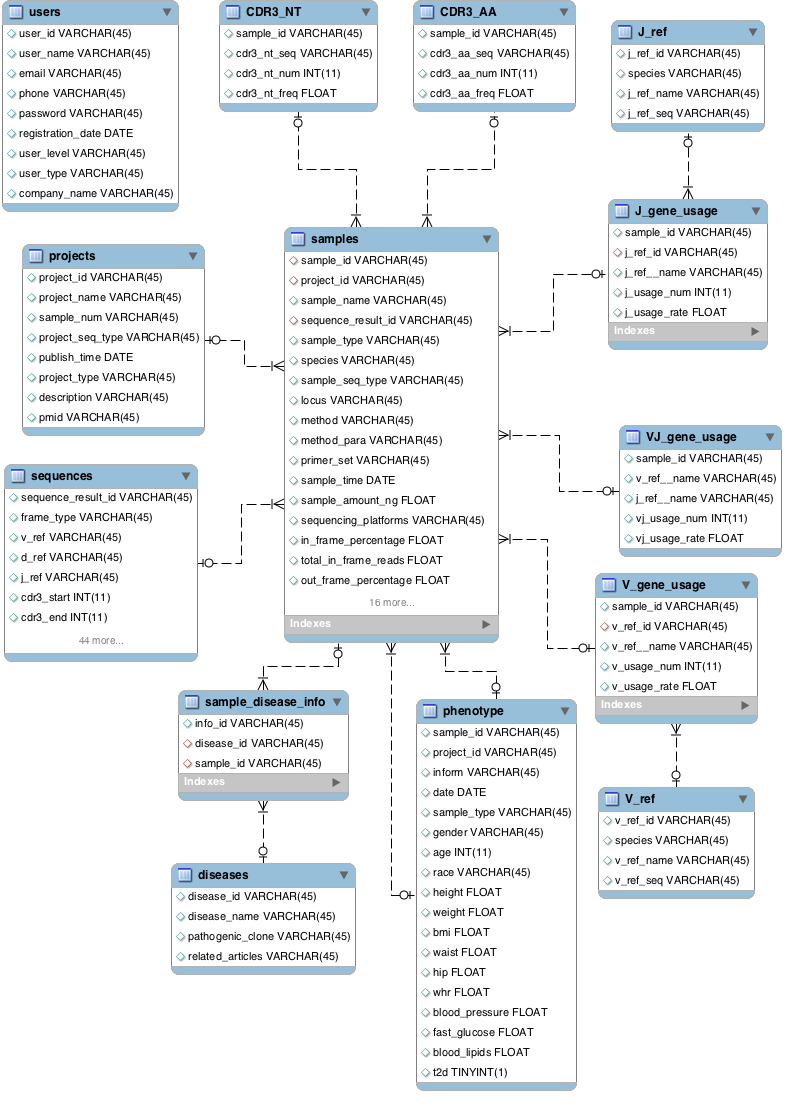 users
user_id VARCHAR(45)
user_name VARCHAR(45)
email VARCHAR(45)
phone VARCHAR(45)
password VARCHAR(45)
registration_date DATE
user_level VARCHAR(45)
user_type VARCHAR(45)
company_name VARCHAR(45)
CDR3_NT
sample_id VARCHAR(45)
cdr3_nt_seq VARCHAR(45)
cdr3_nt_num INT(11)
cdr3_nt_freq FLOAT
CDR3_AA
sample_id VARCHAR(45)
cdr3_aa_seq VARCHAR(45)
cdr3_aa_num INT(11)
cdr3_aa_freq FLOAT
J_ref
j_ref_id VARCHAR(45)
species VARCHAR(45)
j_ref_name VARCHAR(45)
j_ref_seq VARCHAR(45)
J_gene_usage
sample_id VARCHAR(45)
j_ref_id VARCHAR(45)
j_ref__name VARCHAR(45)
j_usage_num INT(11)
j_usage_rate FLOAT
Indexes
projects
project_id VARCHAR(45)
project_name VARCHAR(45)
sample_num VARCHAR(45)
project_seq_type VARCHAR(45)
publish_time DATE
project_type VARCHAR(45)
description VARCHAR(45)
pmid VARCHAR(45)
samples
sample_id VARCHAR(45)
project_id VARCHAR(45)
sample_name VARCHAR(45)
sequence_result_id VARCHAR(45)
sample_type VARCHAR(45)
species VARCHAR(45)
sample_seq_type VARCHAR(45)
locus VARCHAR(45)
method VARCHAR(45)
method_para VARCHAR(45)
primer_set VARCHAR(45)
sample_time DATE
sample_amount_ng FLOAT
sequencing_platforms VARCHAR(45)
in_frame_percentage FLOAT
total_in_frame_reads FLOAT
out_frame_percentage FLOAT
16 more...
Indexes
VJ_gene_usage
sample_id VARCHAR(45)
v_ref__name VARCHAR(45)
j_ref__name VARCHAR(45)
vj_usage_num INT(11)
vj_usage_rate FLOAT
sequences
sequence_result_id VARCHAR(45)
frame_type VARCHAR(45)
v_ref VARCHAR(45)
d_ref VARCHAR(45)
j_ref VARCHAR(45)
cdr3_start INT(11)
cdr3_end INT(11)
44 more...
V_gene_usage
sample_id VARCHAR(45)
v_ref_id VARCHAR(45)
v_ref__name VARCHAR(45)
v_usage_num INT(11)
v_usage_rate FLOAT
Indexes
sample_disease_info
info_id VARCHAR(45)
disease_id VARCHAR(45)
sample_id VARCHAR(45)
Indexes
phenotype
sample_id VARCHAR(45)
project_id VARCHAR(45)
inform VARCHAR(45)
date DATE
sample_type VARCHAR(45)
gender VARCHAR(45)
age INT(11)
race VARCHAR(45)
height FLOAT
weight FLOAT
bmi FLOAT
waist FLOAT
hip FLOAT
whr FLOAT
blood_pressure FLOAT
fast_glucose FLOAT
blood_lipids FLOAT
t2d TINYINT(1)
V_ref
v_ref_id VARCHAR(45)
species VARCHAR(45)
v_ref_name VARCHAR(45)
v_ref_seq VARCHAR(45)
diseases
disease_id VARCHAR(45)
disease_name VARCHAR(45)
pathogenic_clone VARCHAR(45)
related_articles VARCHAR(45)